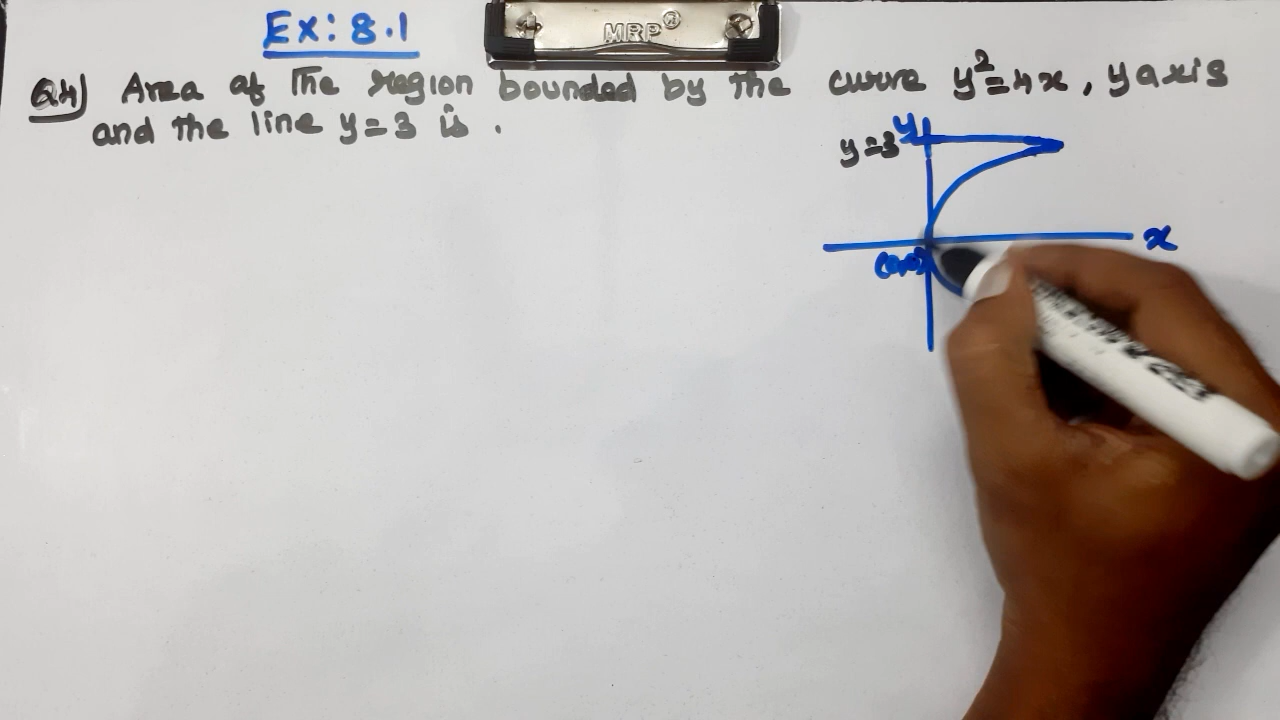 Ex: 8.1
MRP®
Q.4) Area of the region bounded by the curve y²=4x, y axis
and the line y=3 is .
y
y=3
x